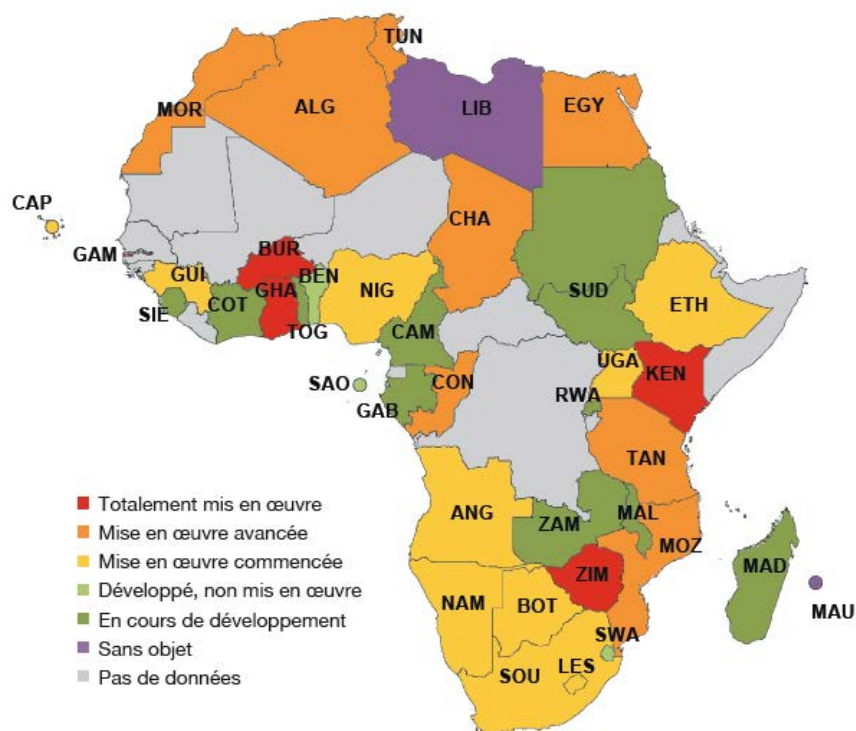 TUN
MOR
ALG
LIB
EGY
CAP
CHA
GAM
BUR
GUI
BEN
NIG
GHA
SUD
SIE
COT
ETH
TOG
CAM
UGA
SAO
CON
KEN
GAB
RWA
TAN
Totalement mis en œuvre
Mise en œuvre avancée
Mise en œuvre commencée
Développé, non mis en œuvre
En cours de développement
Sans objet
Pas de données
ANG
ZAM
MAL
MOZ
MAD
ZIM
NAM
BOT
MAU
SWA
SOU
LES